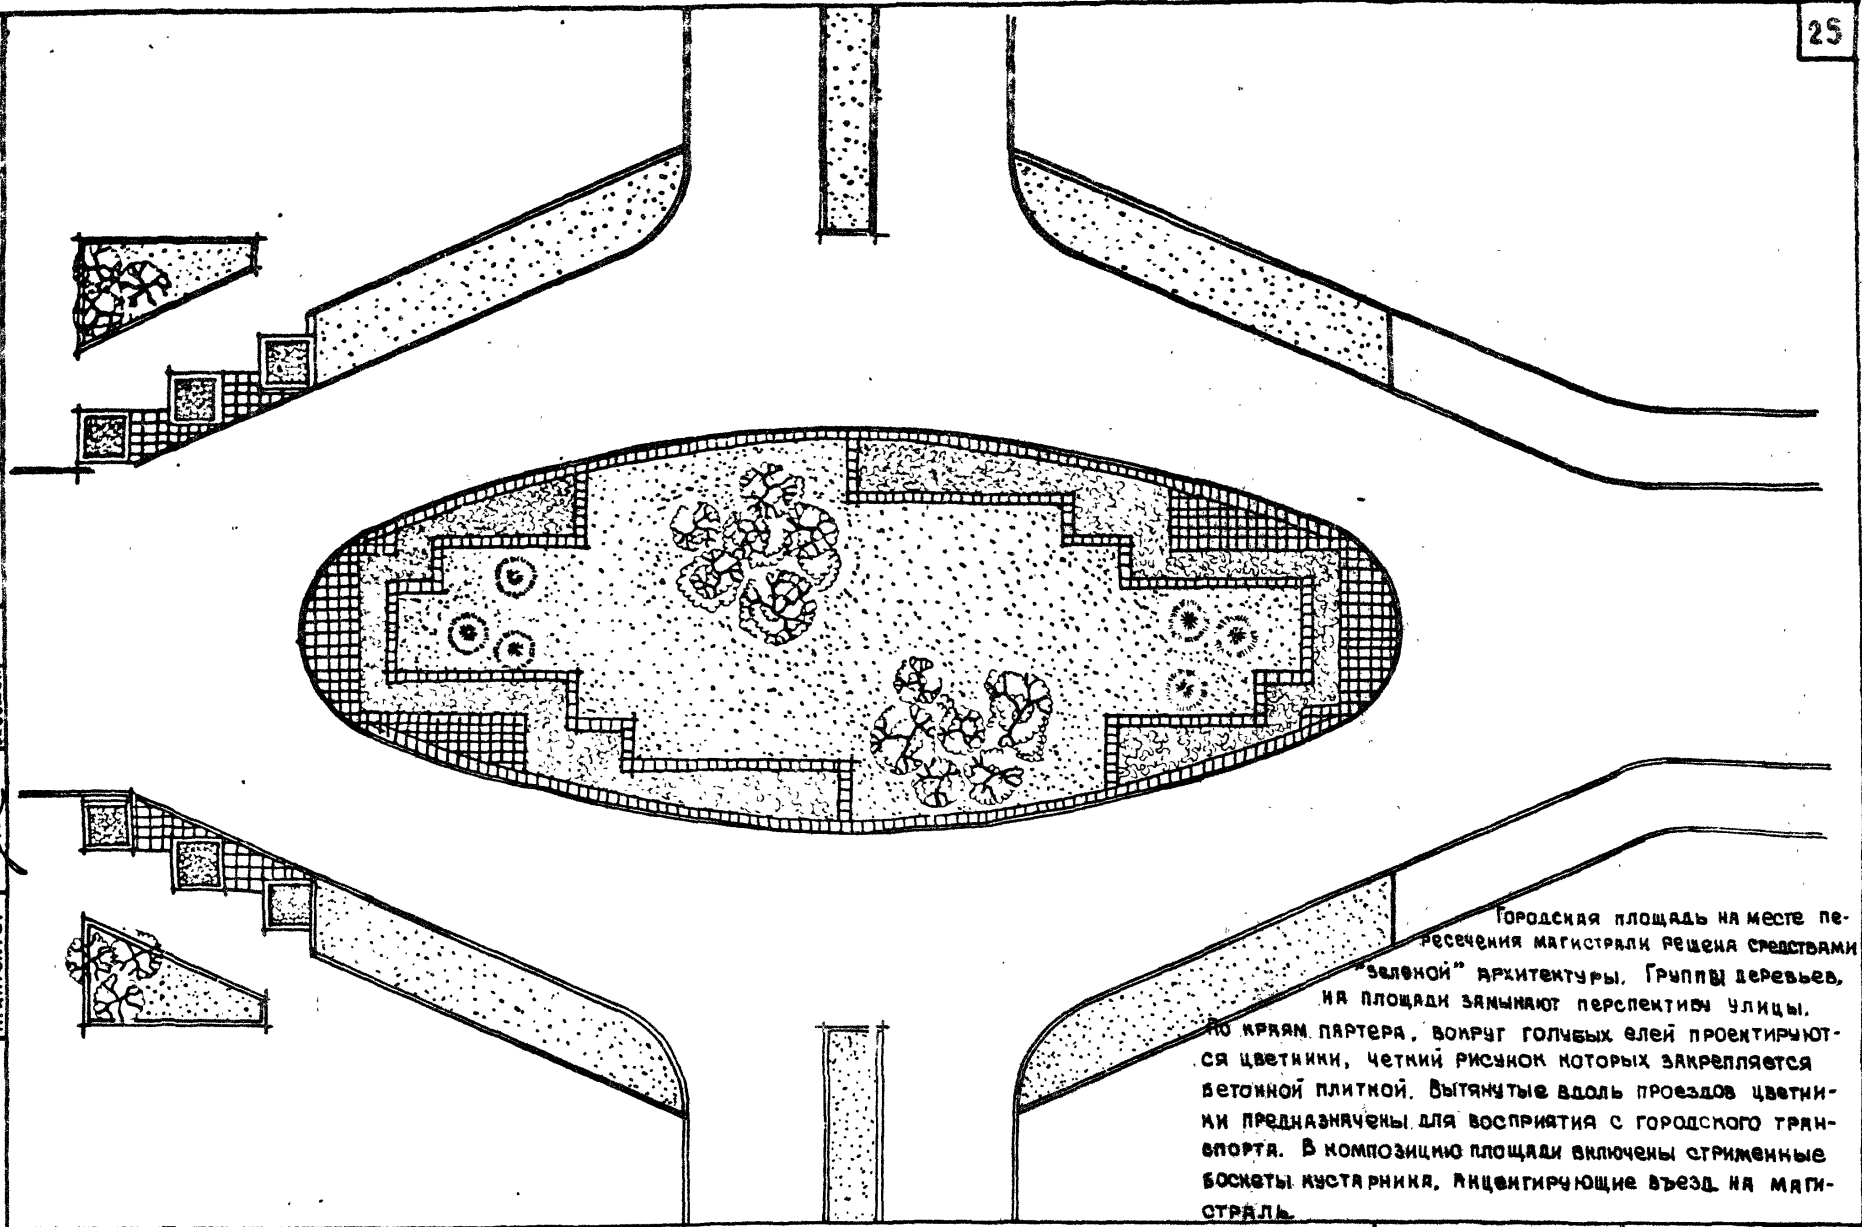 25
Городская площадь на месте пе-
ресечения магистрали решена средствами
"зеленой" архитектуры. Группы деревьев,
на площади замыкают перспективу улицы.
По краям партера, вокруг голубых елей проектируют-
ся цветники, четкий рисунок которых закрепляется
бетонной плиткой. Вытянутые вдоль проездов цветни-
ки предназначены для восприятия с городского тран-
спорта. В композицию площади включены стриженные
боскеты кустарника, акцентирующие въезд на маги-
страль.